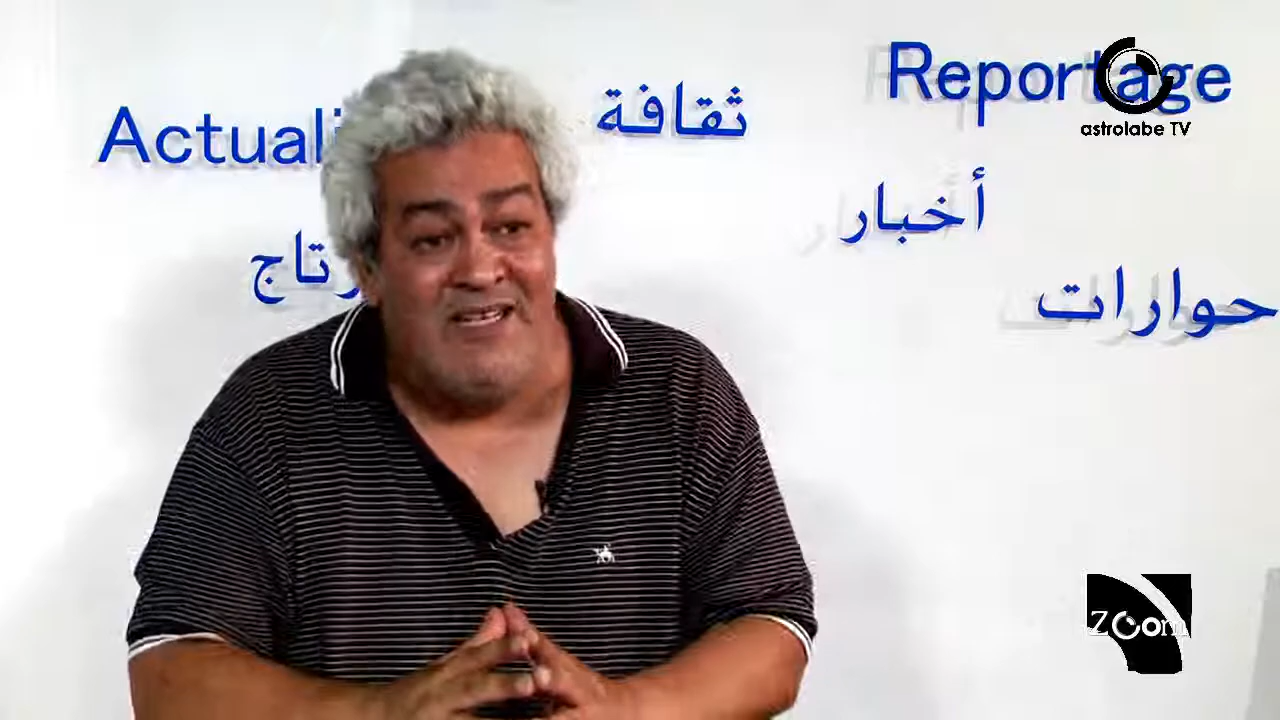 Reportage
astrolabe TV
ثقافة
Actuali
أخبار
رتاج
حوارات
Zoom